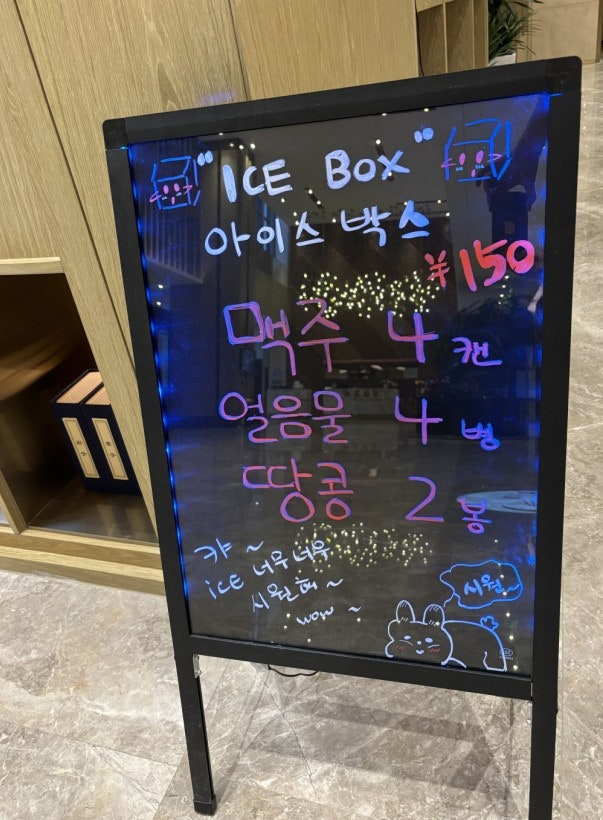 "ICE BOX"
아이스박스
¥150
맥주 4 캔
얼음물 4 병
땅콩 2 봉
캬 ~
iCE 너무너무
시원해 ~
wow ~
시원~